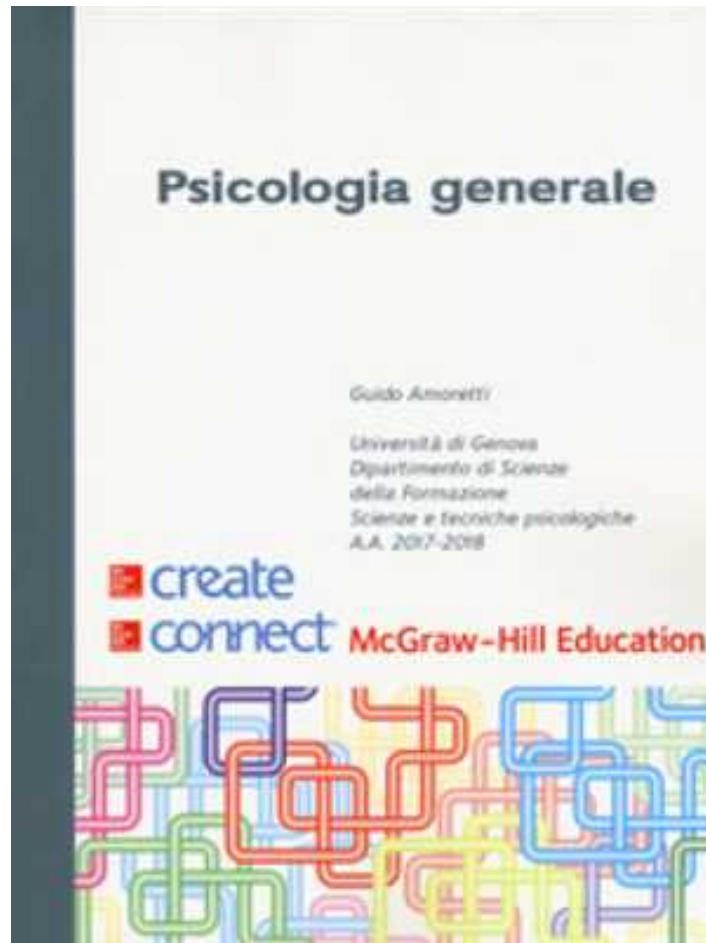 Psicologia generale
Guido Amoretti
Università di Genova
Dipartimento di Scienze
della Formazione
Scienze e tecniche psicologiche
A.A. 2017-2018
create
connect McGraw-Hill Education